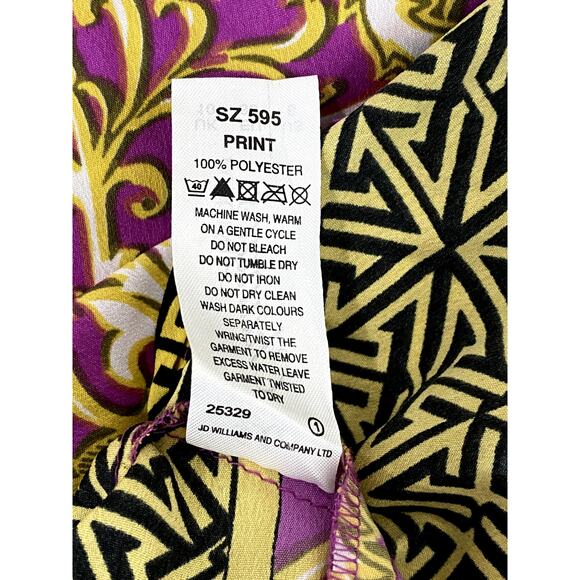 SZ 595
PRINT
100% POLYESTER
40
MACHINE WASH, WARM
ON A GENTLE CYCLE
DO NOT BLEACH
DO NOT TUMBLE DRY
DO NOT IRON
DO NOT DRY CLEAN
WASH DARK COLOURS
SEPARATELY
WRING/TWIST THE
GARMENT TO REMOVE
EXCESS WATER LEAVE
GARMENT TWISTED
TO DRY
25329 1
JD WILLIAMS AND COMPANY LTD